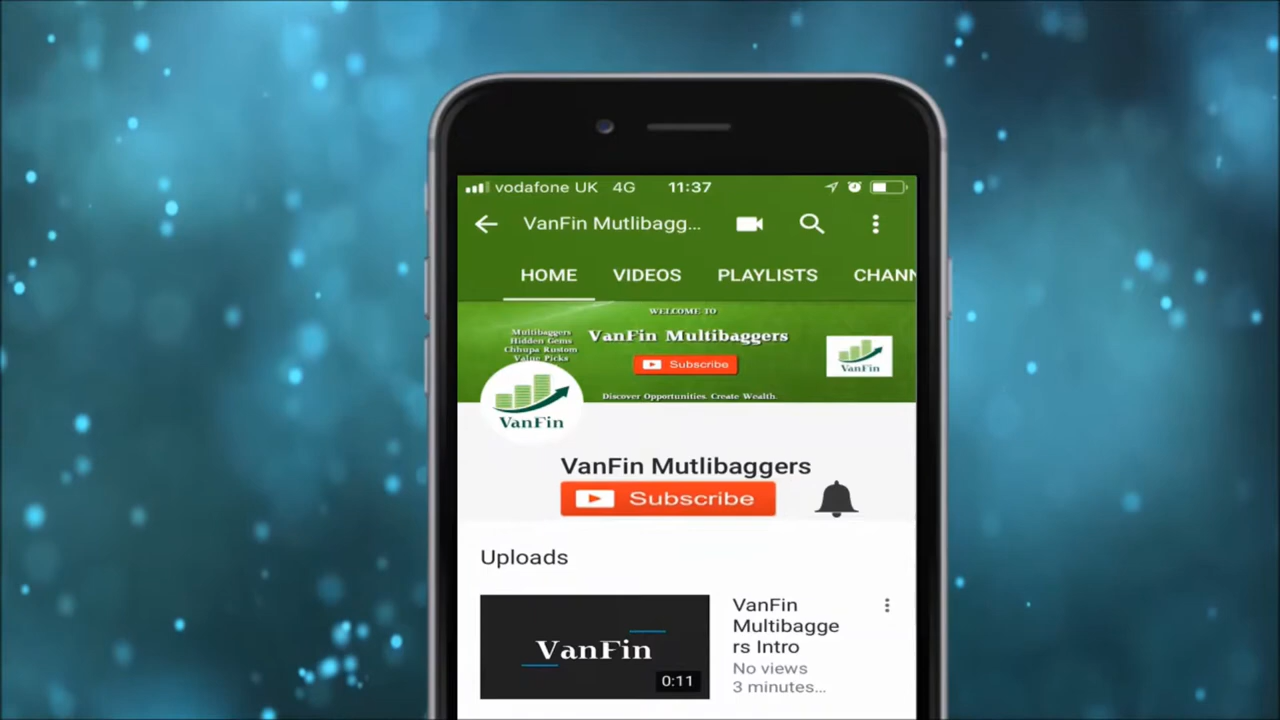 vodafone UK 4G 11:37
VanFin Mutlibagg...
HOME VIDEOS PLAYLISTS CHANN
WELCOME TO
VanFin Multibaggers
Subscribe
Discover Opportunities. Create Wealth.
Multibaggers
Hidden Gems
Chhupa Rustom
Value Picks
VanFin
VanFin
VanFin Mutlibaggers
Subscribe
Uploads
VanFin
0:11
VanFin
Multibagge
rs Intro
No views
3 minutes...